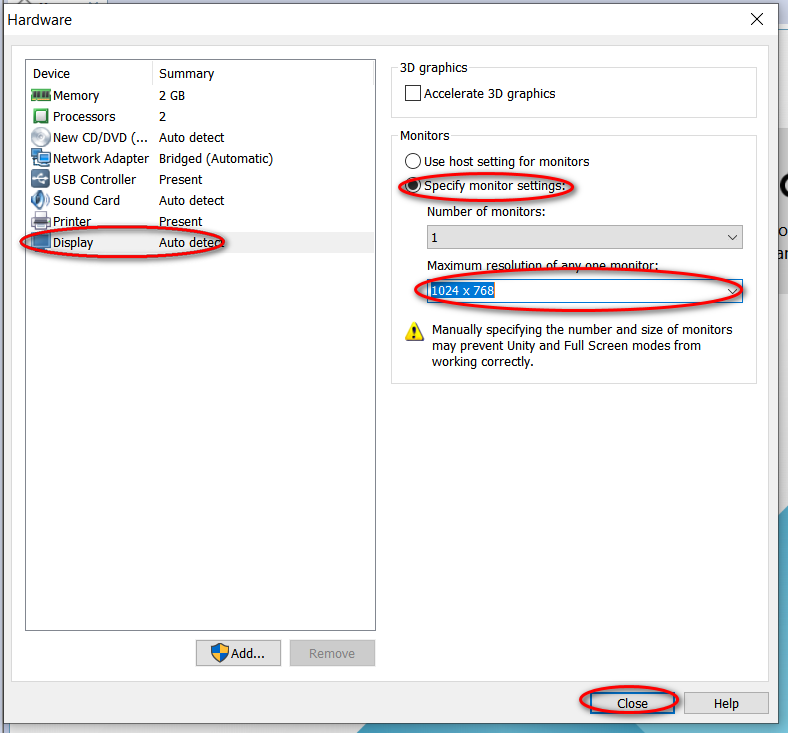 Hardware
Device Summary
Memory 2 GB
Processors 2
New CD/DVD (... Auto detect
Network Adapter Bridged (Automatic)
USB Controller Present
Sound Card Auto detect
Printer Present
Display Auto detect
Add...
Remove
3D graphics
Accelerate 3D graphics
Monitors
Use host setting for monitors
Specify monitor settings:
Number of monitors:
1
Maximum resolution of any one monitor:
1024 x 768
Manually specifying the number and size of monitors
may prevent Unity and Full Screen modes from
working correctly.
Close
Help